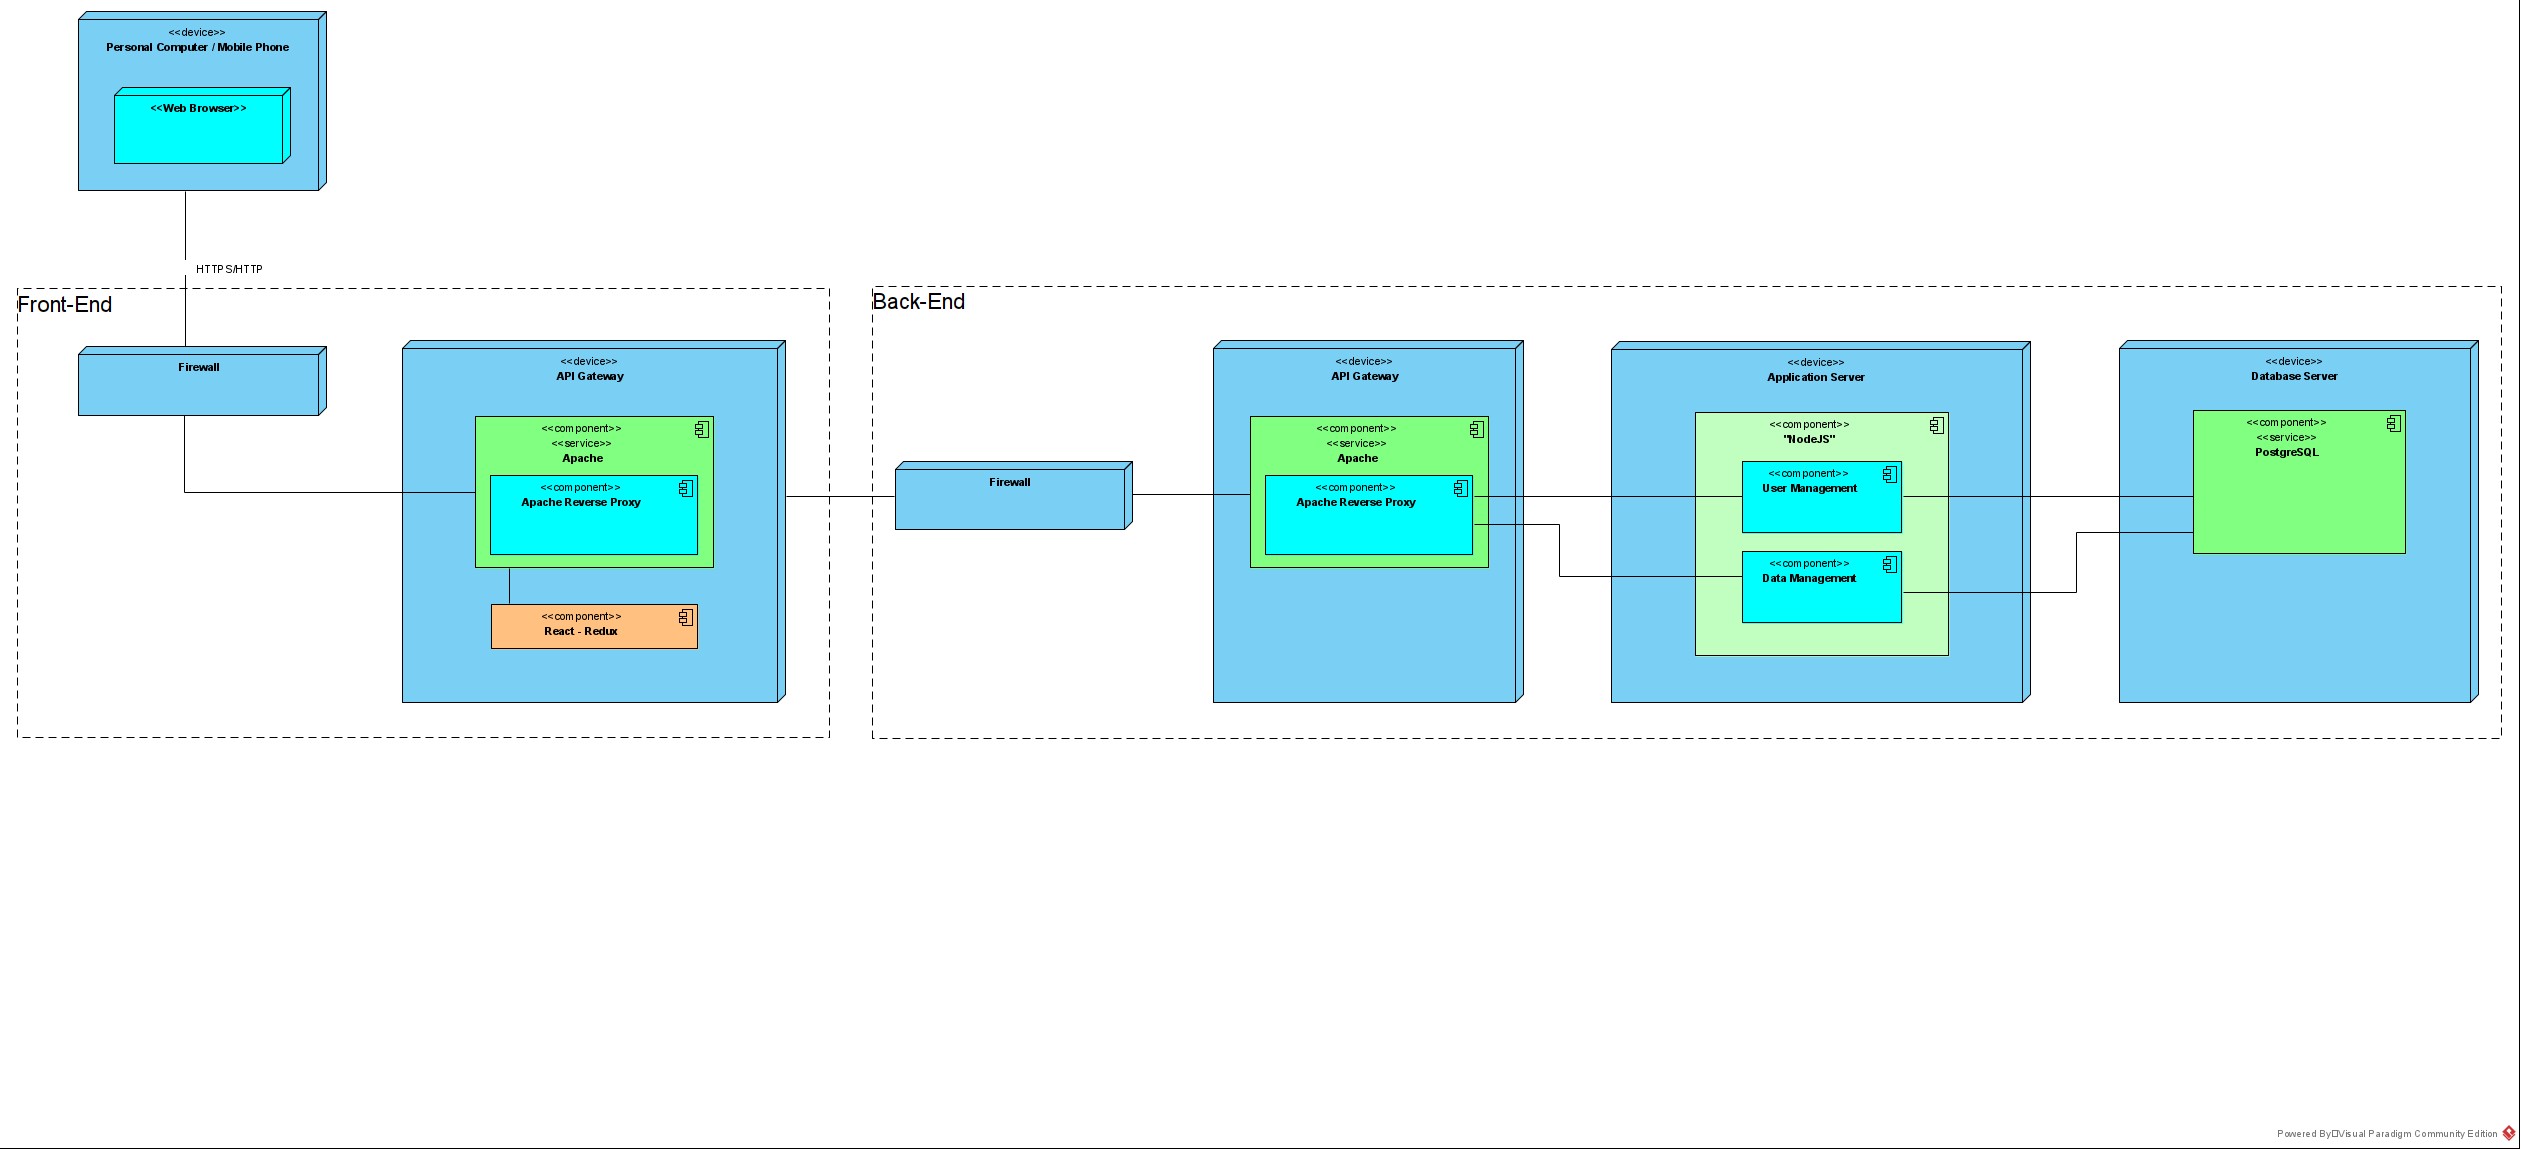 <<device>>
Personal Computer / Mobile Phone
<<Web Browser>>
HTTPS/HTTP
Front-End
Firewall
<<device>>
API Gateway
<<component>>
<<service>>
Apache
<<component>>
Apache Reverse Proxy
<<component>>
React - Redux
Back-End
Firewall
<<device>>
API Gateway
<<component>>
<<service>>
Apache
<<component>>
Apache Reverse Proxy
<<device>>
Application Server
<<component>>
"NodeJS"
<<component>>
User Management
<<component>>
Data Management
<<device>>
Database Server
<<component>>
<<service>>
PostgreSQL
Powered By□Visual Paradigm Community Edition